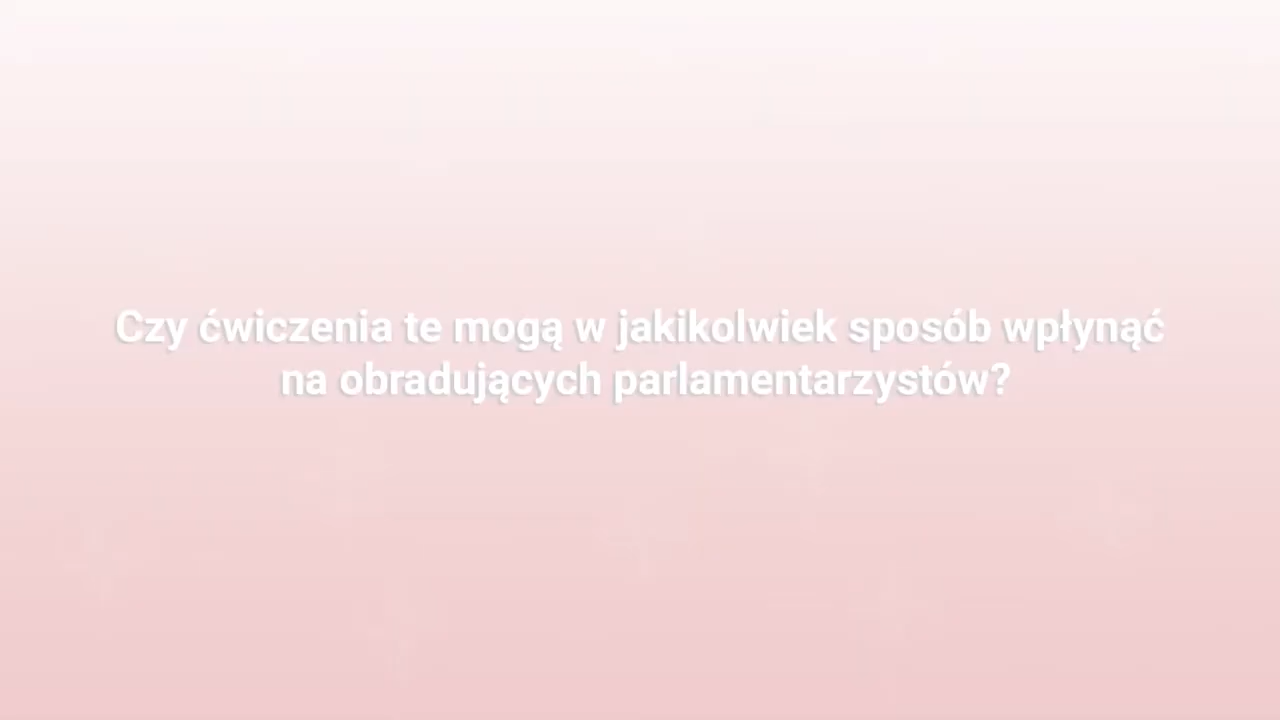 Czy ćwiczenia te mogą w jakikolwiek sposób wpłynąć
na obradujących parlamentarzystów?